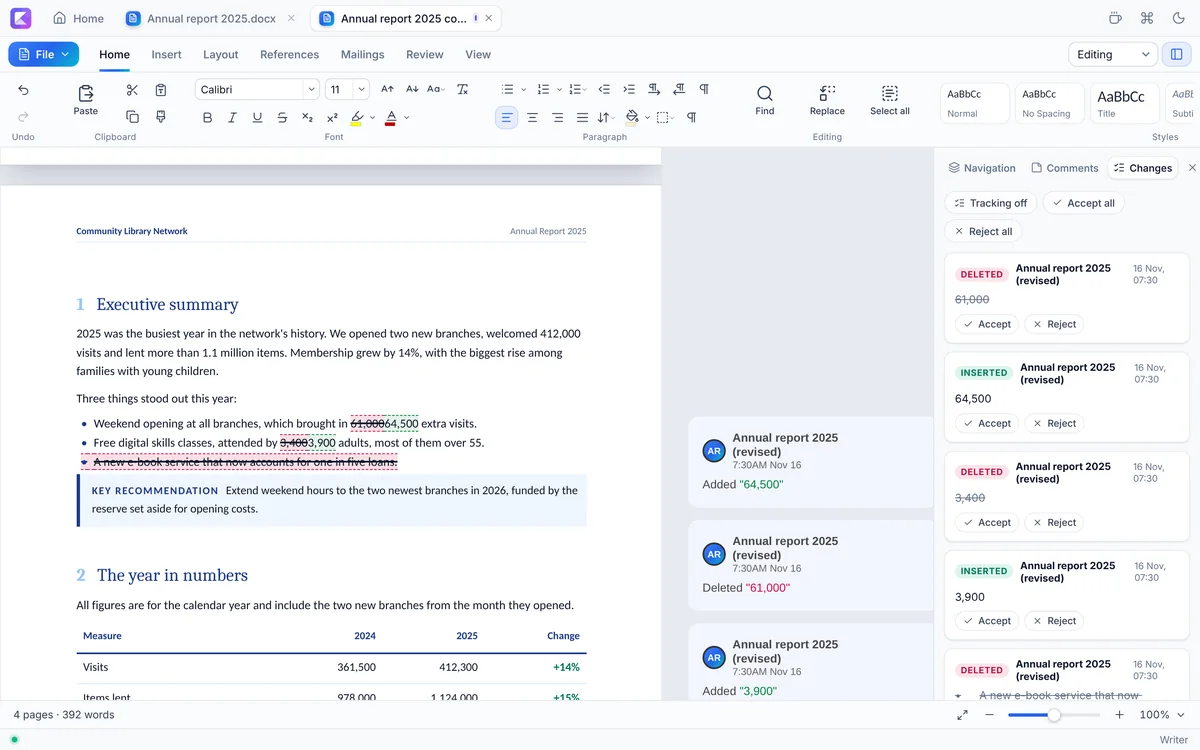 Home
Annual report 2025.docx
Annual report 2025 co...
File
Home
Insert
Layout
References
Mailings
Review
View
Editing
Undo
Paste
Clipboard
Calibri
11
Font
Paragraph
Find
Replace
Select all
Editing
AaBbCc
Normal
AaBbCc
No Spacing
AaBbCc
Title
AaBb
Subti
Styles
Community Library Network
Annual Report 2025
1 Executive summary
2025 was the busiest year in the network's history. We opened two new branches, welcomed 412,000
visits and lent more than 1.1 million items. Membership grew by 14%, with the biggest rise among
families with young children.
Three things stood out this year:
• Weekend opening at all branches, which brought in 61,00064,500 extra visits.
• Free digital skills classes, attended by 3,4003,900 adults, most of them over 55.
• A new e-book service that now accounts for one in five loans.
KEY RECOMMENDATION Extend weekend hours to the two newest branches in 2026, funded by the
reserve set aside for opening costs.
2 The year in numbers
All figures are for the calendar year and include the two new branches from the month they opened.
Measure 2024 2025 Change
Visits 361,500 412,300 +14%
Items lent 978,000 1,124,000 +15%
AR
Annual report 2025
(revised)
7:30AM Nov 16
Added "64,500"
AR
Annual report 2025
(revised)
7:30AM Nov 16
Deleted "61,000"
AR
Annual report 2025
(revised)
7:30AM Nov 16
Added "3,900"
Navigation
Comments
Changes
Tracking off
Accept all
Reject all
DELETED
Annual report 2025
(revised)
16 Nov,
07:30
61,000
Accept
Reject
INSERTED
Annual report 2025
(revised)
16 Nov,
07:30
64,500
Accept
Reject
DELETED
Annual report 2025
(revised)
16 Nov,
07:30
3,400
Accept
Reject
INSERTED
Annual report 2025
(revised)
16 Nov,
07:30
3,900
Accept
Reject
DELETED
Annual report 2025
(revised)
16 Nov,
07:30
A new e-book service that now
4 pages · 392 words
100%
Writer